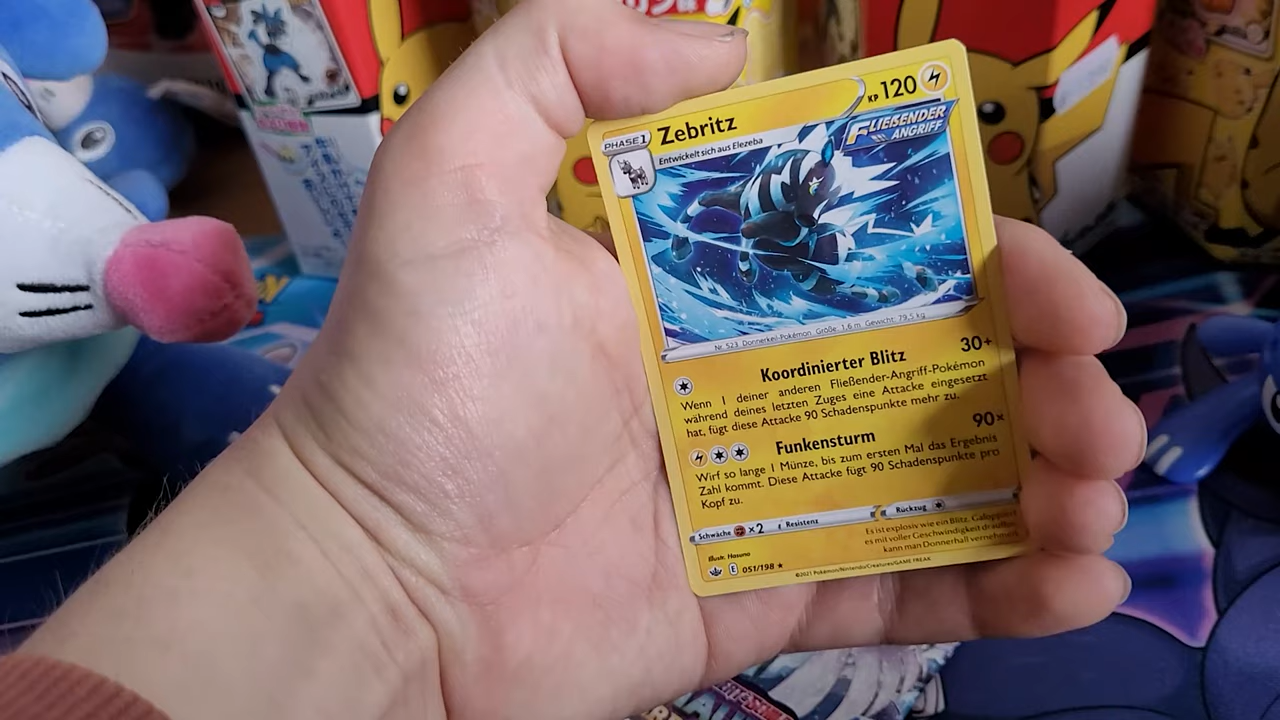 PHASE 1
Zebritz
KP 120
Entwickelt sich aus Elezeba
FLIEẞENDER
ANGRIFF
Nr. 523 Donnerkeil-Pokémon Größe: 1,6 m Gewicht: 79,5 kg
Koordinierter Blitz 30+
Wenn 1 deiner anderen Fließender-Angriff-Pokémon
während deines letzten Zuges eine Attacke eingesetzt
hat, fügt diese Attacke 90 Schadenspunkte mehr zu.
Funkensturm 90×
Wirf so lange 1 Münze, bis zum ersten Mal das Ergebnis
Zahl kommt. Diese Attacke fügt 90 Schadenspunkte pro
Kopf zu.
Schwäche ×2 Resistenz Rückzug
Es ist explosiv wie ein Blitz. Galoppiert
es mit voller Geschwindigkeit draußen,
kann man Donnerhall vernehmen.
Illus. Hasuno
E 051/198
©2021 Pokémon/Nintendo/Creatures/GAME FREAK